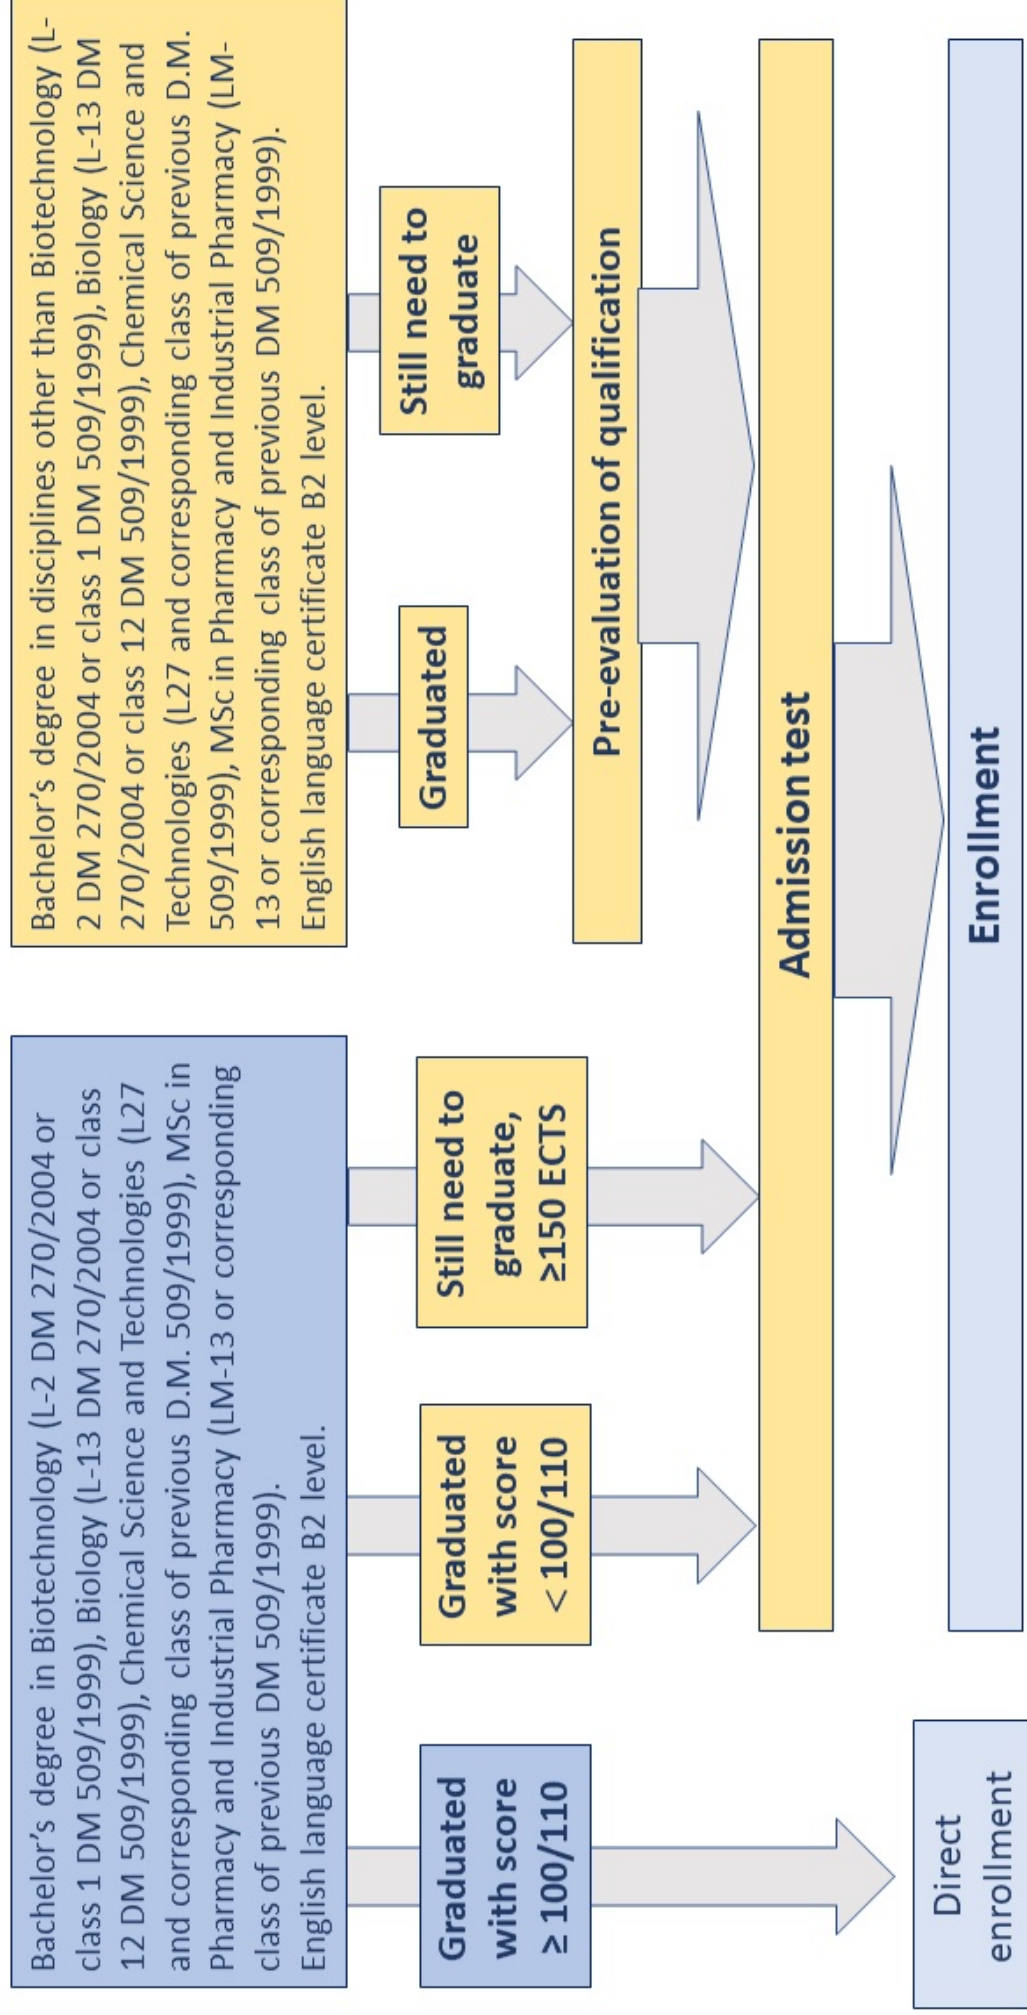 Bachelor's degree in Biotechnology (L-2 DM 270/2004 or
class 1 DM 509/1999), Biology (L-13 DM 270/2004 or class
12 DM 509/1999), Chemical Science and Technologies (L27
and corresponding class of previous D.M. 509/1999), MSc in
Pharmacy and Industrial Pharmacy (LM-13 or corresponding
class of previous DM 509/1999).
English language certificate B2 level.
Bachelor's degree in disciplines other than Biotechnology (L-
2 DM 270/2004 or class 1 DM 509/1999), Biology (L-13 DM
270/2004 or class 12 DM 509/1999), Chemical Science and
Technologies (L27 and corresponding class of previous D.M.
509/1999), MSc in Pharmacy and Industrial Pharmacy (LM-
13 or corresponding class of previous DM 509/1999).
English language certificate B2 level.
Graduated
with score
≥ 100/110
Graduated
with score
< 100/110
Still need to
graduate,
≥150 ECTS
Graduated
Still need to
graduate
Pre-evaluation of qualification
Admission test
Direct
enrollment
Enrollment